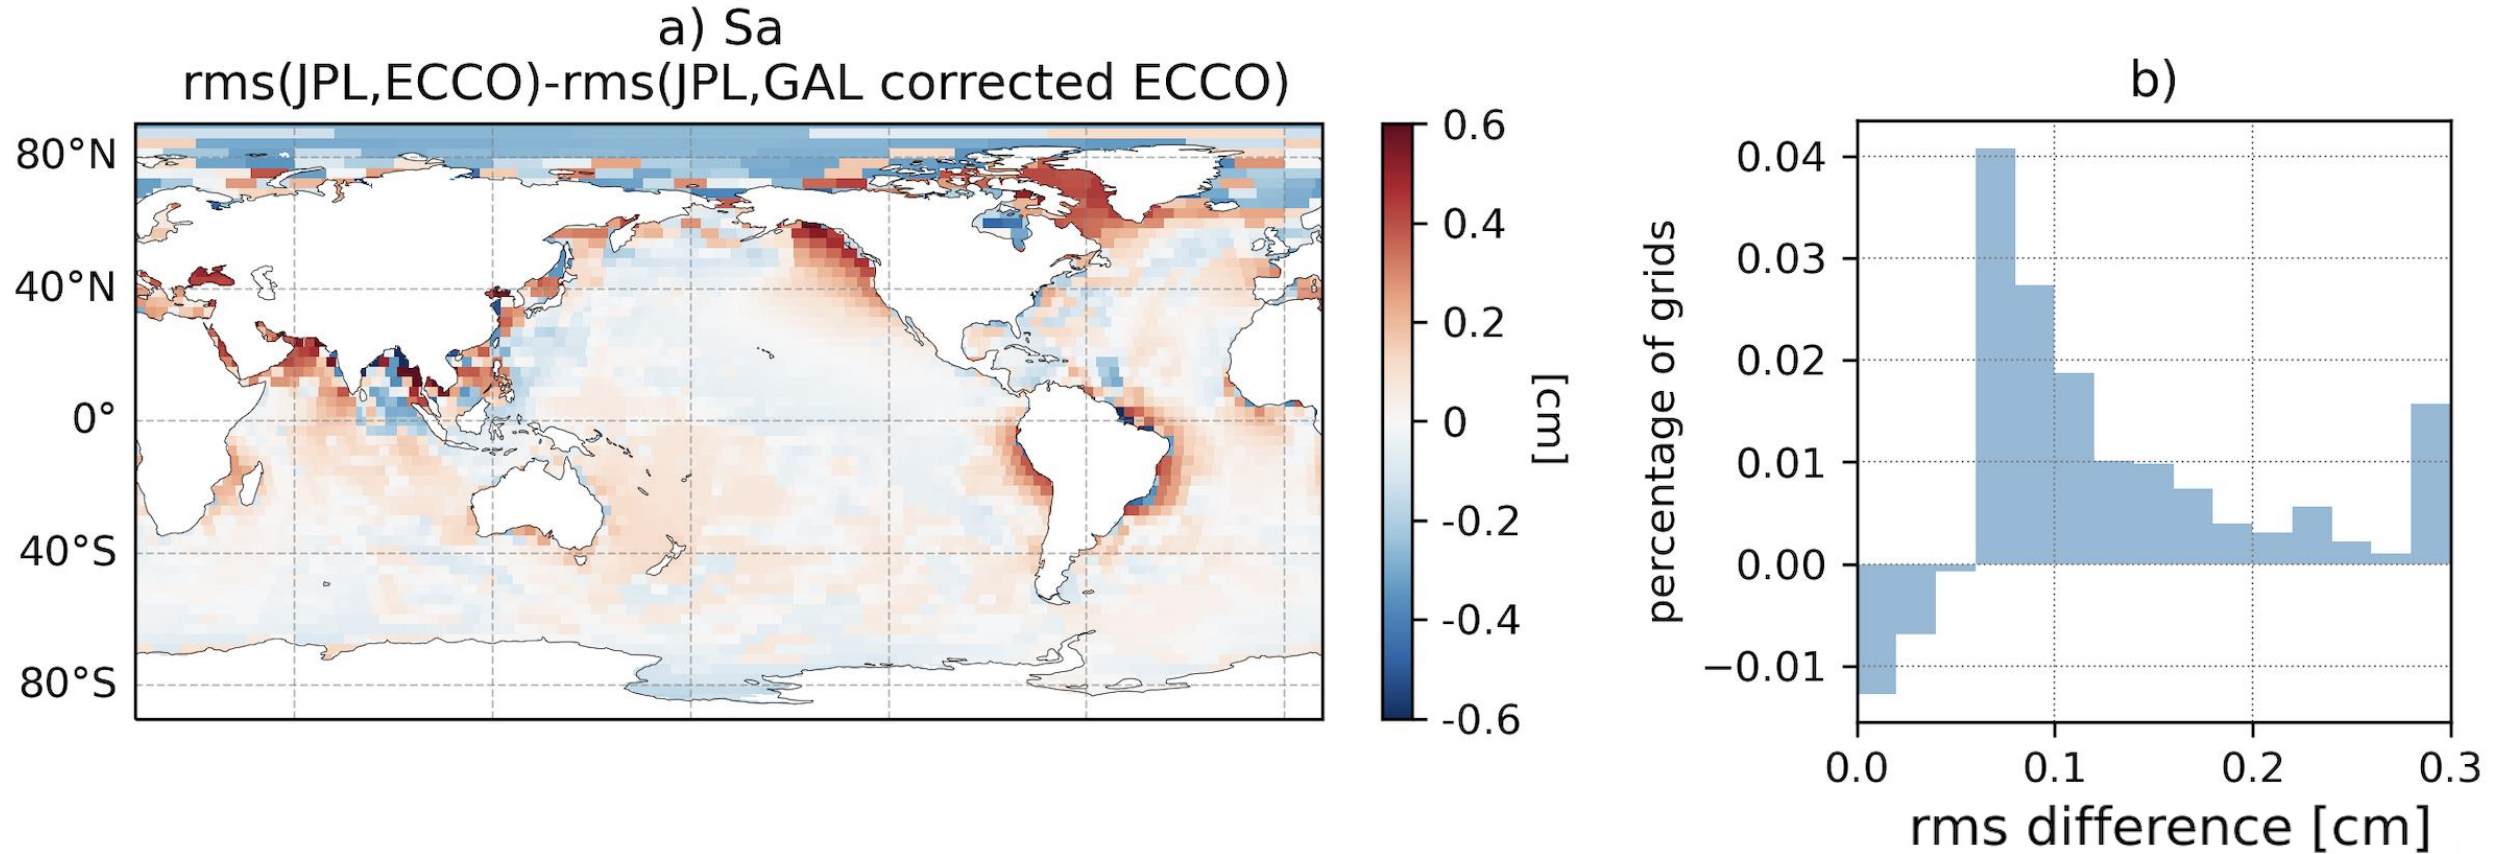 a) Sa
rms(JPL,ECCO)-rms(JPL,GAL corrected ECCO)
80°N
40°N
0°
40°S
80°S
0.6
0.4
0.2
0
-0.2
-0.4
-0.6
[cm]
b)
percentage of grids
0.04
0.03
0.02
0.01
0.00
−0.01
0.0 0.1 0.2 0.3
rms difference [cm]